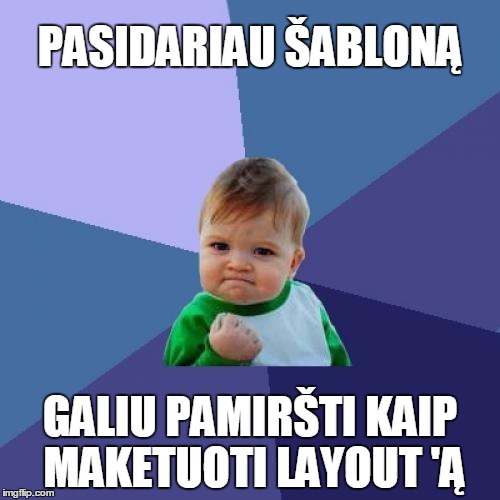 PASIDARIAU ŠABLONĄ
GALIU PAMIRŠTI KAIP
MAKETUOTI LAYOUT 'Ą
imgflip.com